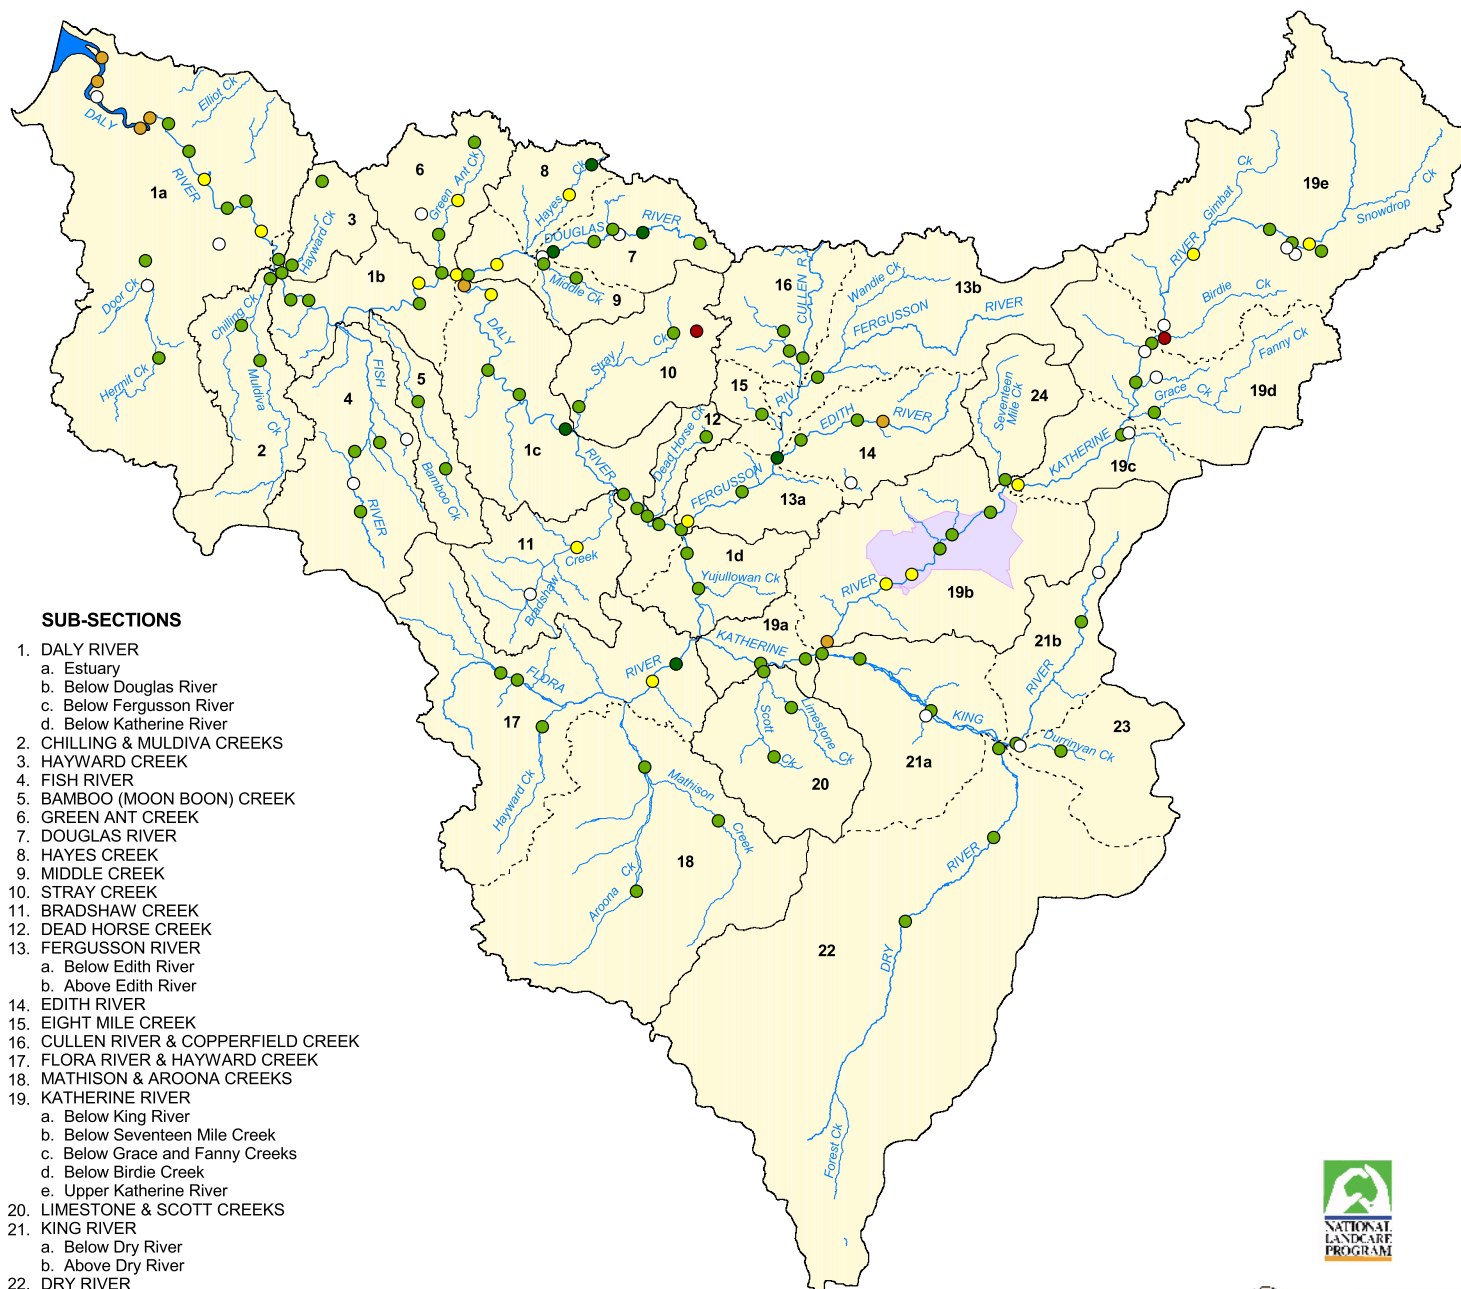 Elliot Ck
DALY
RIVER
1a
Door Ck
Hermit Ck
Chilling Ck
Muldiva
Ck
2
3
Hayward Ck
1b
6
Green Ant Ck
8
Hayes Ck
DOUGLAS RIVER
7
Middle Ck
9
DALY
RIVER
Stray Ck
10
1c
4
FISH
RIVER
5
Bamboo Ck
11
Bradshaw
Creek
12
Dead Horse Ck
16
CULLEN R
Wandie Ck
13b
FERGUSSON RIVER
15
RIV
EDITH RIVER
14
FERGUSSON
13a
1d
Yujullowan Ck
24
Seventeen
Mile Ck
KATHERINE
19c
19d
Grace Ck
Fanny Ck
Birdie Ck
RIVER
Gimbat Ck
19e
Snowdrop
Ck
RIVER
19b
19a
KATHERINE
RIVER
FLORA
17
Hayward Ck
Mathison
Creek
Aroona Ck
18
Scott
Ck
Limestone
Ck
20
21a
KING
21b
RIVER
23
Durrinyan Ck
RIVER
DRY
22
Forest Ck
SUB-SECTIONS
1. DALY RIVER
a. Estuary
b. Below Douglas River
c. Below Fergusson River
d. Below Katherine River
2. CHILLING & MULDIVA CREEKS
3. HAYWARD CREEK
4. FISH RIVER
5. BAMBOO (MOON BOON) CREEK
6. GREEN ANT CREEK
7. DOUGLAS RIVER
8. HAYES CREEK
9. MIDDLE CREEK
10. STRAY CREEK
11. BRADSHAW CREEK
12. DEAD HORSE CREEK
13. FERGUSSON RIVER
a. Below Edith River
b. Above Edith River
14. EDITH RIVER
15. EIGHT MILE CREEK
16. CULLEN RIVER & COPPERFIELD CREEK
17. FLORA RIVER & HAYWARD CREEK
18. MATHISON & AROONA CREEKS
19. KATHERINE RIVER
a. Below King River
b. Below Seventeen Mile Creek
c. Below Grace and Fanny Creeks
d. Below Birdie Creek
e. Upper Katherine River
20. LIMESTONE & SCOTT CREEKS
21. KING RIVER
a. Below Dry River
b. Above Dry River
22. DRY RIVER
NATIONAL
LANDCARE
PROGRAM